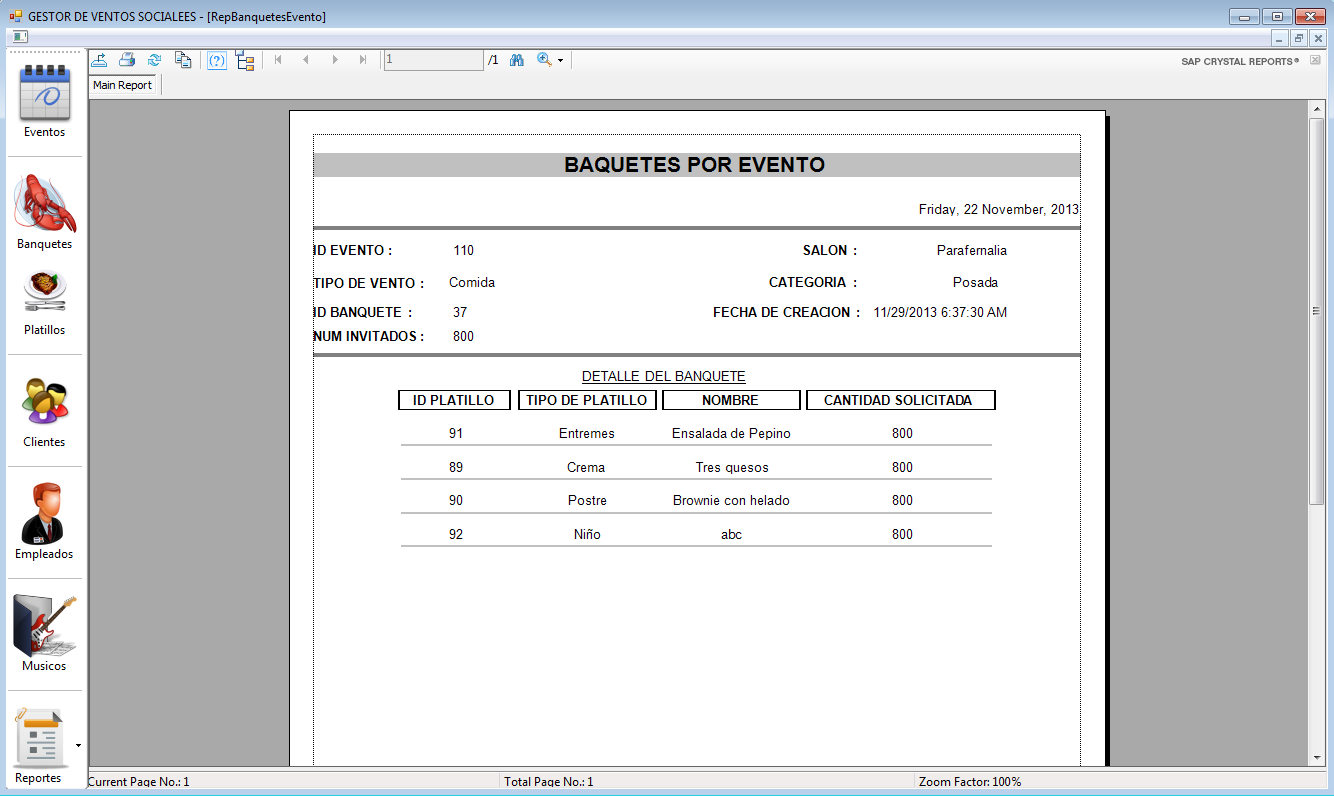 GESTOR DE VENTOS SOCIALEES - [RepBanquetesEvento]
1 /1
SAP CRYSTAL REPORTS®
Main Report
Eventos
Banquetes
Platillos
Clientes
Empleados
Musicos
Reportes
BAQUETES POR EVENTO
Friday, 22 November, 2013
ID EVENTO : 110 SALON : Parafernalia
TIPO DE VENTO : Comida CATEGORIA : Posada
ID BANQUETE : 37 FECHA DE CREACION : 11/29/2013 6:37:30 AM
NUM INVITADOS : 800
DETALLE DEL BANQUETE
ID PLATILLO TIPO DE PLATILLO NOMBRE CANTIDAD SOLICITADA
91 Entremes Ensalada de Pepino 800
89 Crema Tres quesos 800
90 Postre Brownie con helado 800
92 Niño abc 800
Current Page No.: 1 Total Page No.: 1 Zoom Factor: 100%